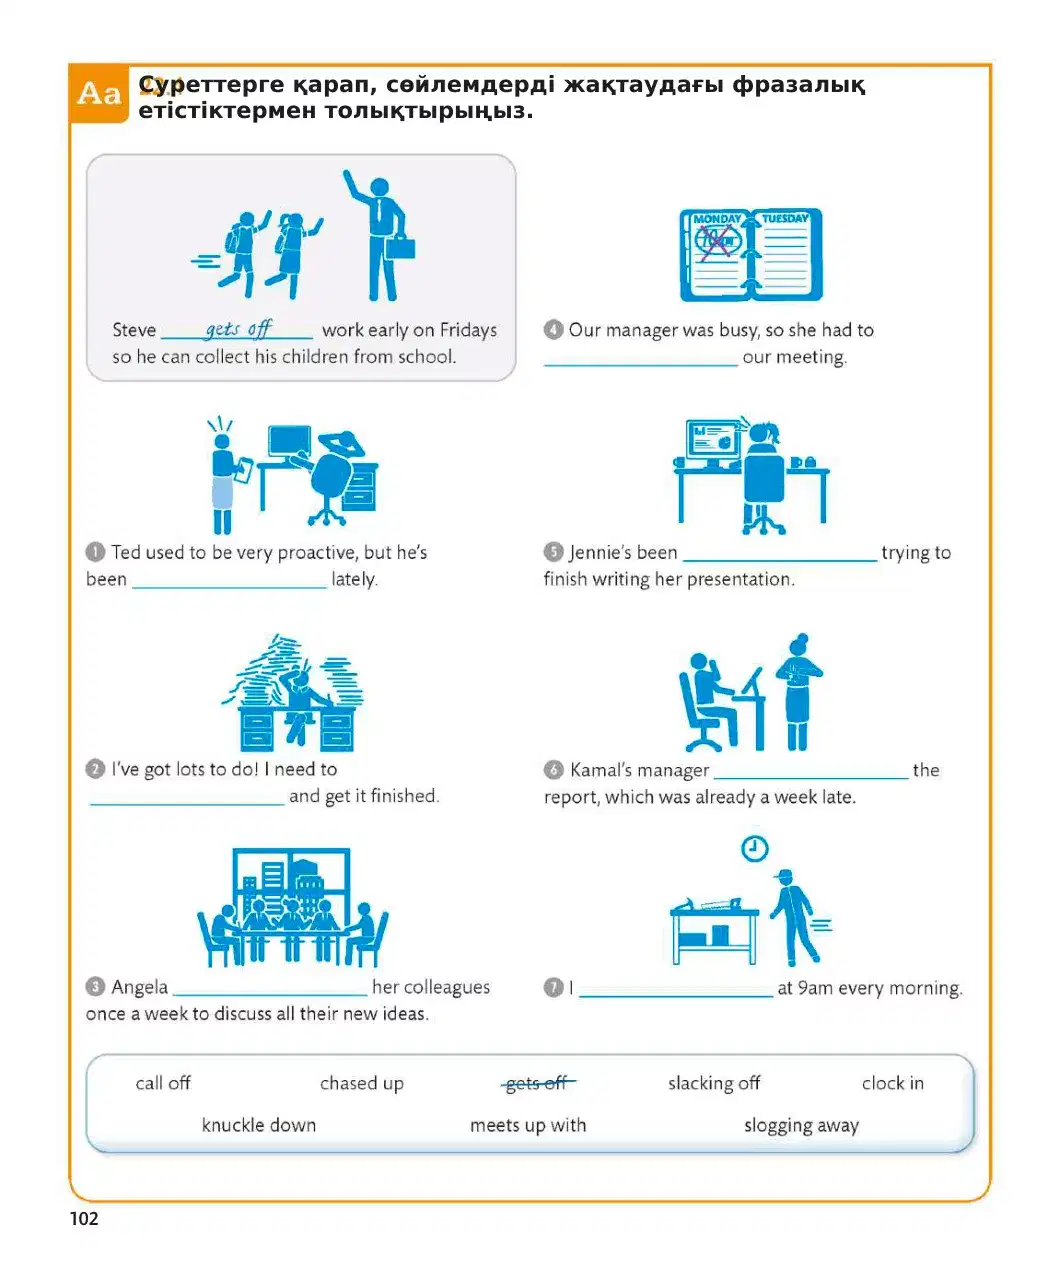 Aa
Суреттерге қарап, сөйлемдерді жақтаудағы фразалық
етістіктермен толықтырыңыз.
Steve gets off work early on Fridays
so he can collect his children from school.
1 Ted used to be very proactive, but he's
been lately.
2 I've got lots to do! I need to
and get it finished.
3 Angela her colleagues
once a week to discuss all their new ideas.
MONDAY TUESDAY
4 Our manager was busy, so she had to
our meeting.
5 Jennie's been trying to
finish writing her presentation.
6 Kamal's manager the
report, which was already a week late.
7 I at 9am every morning.
call off chased up gets off slacking off clock in
knuckle down meets up with slogging away
102